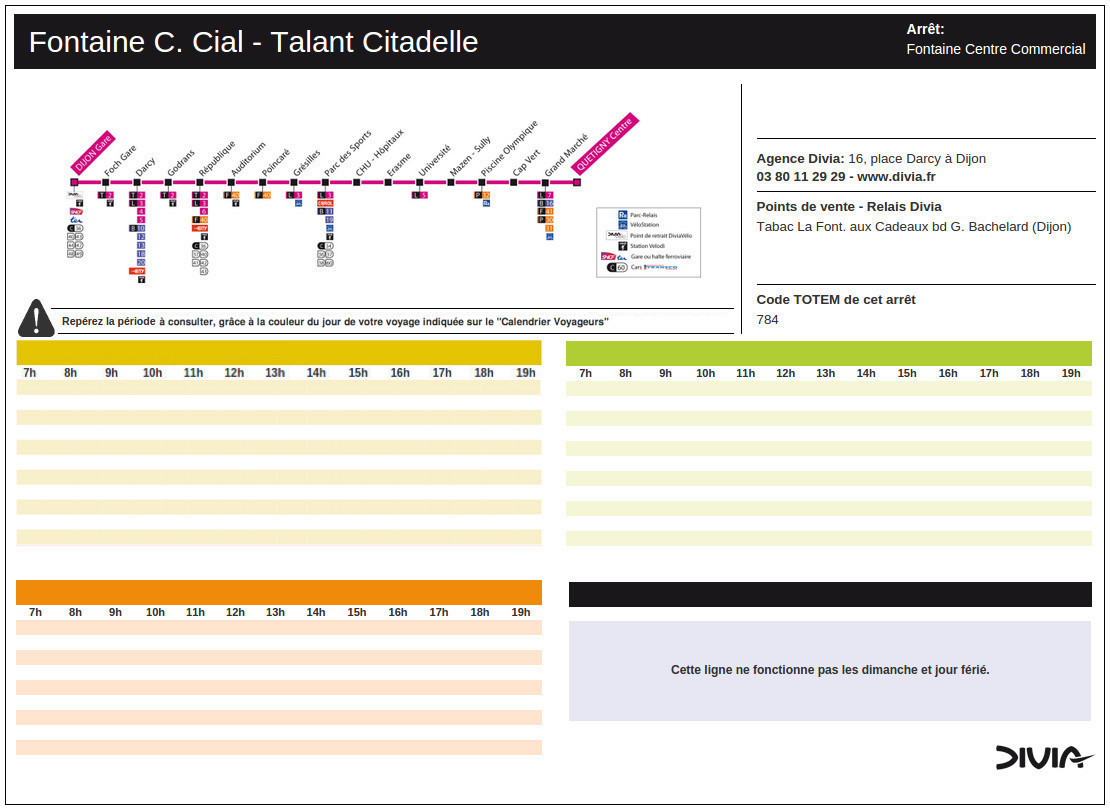 Fontaine C. Cial - Talant Citadelle
Arrêt:
Fontaine Centre Commercial
DIJON Gare
Foch Gare
Darcy
Godrans
République
Auditorium
Poincaré
Grésilles
Parc des Sports
CHU - Hôpitaux
Erasme
Université
Mazen - Sully
Piscine Olympique
Cap Vert
Grand Marché
QUETIGNY Centre
Parc-Relais
VéloStation
Point de retrait DiviaVélo
Station Velodi
Gare ou halte ferroviaire
C 60 Cars
Agence Divia: 16, place Darcy à Dijon
03 80 11 29 29 - www.divia.fr
Points de vente - Relais Divia
Tabac La Font. aux Cadeaux bd G. Bachelard (Dijon)
Code TOTEM de cet arrêt
784
Repérez la période à consulter, grâce à la couleur du jour de votre voyage indiquée sur le "Calendrier Voyageurs"
7h 8h 9h 10h 11h 12h 13h 14h 15h 16h 17h 18h 19h
7h 8h 9h 10h 11h 12h 13h 14h 15h 16h 17h 18h 19h
7h 8h 9h 10h 11h 12h 13h 14h 15h 16h 17h 18h 19h
Cette ligne ne fonctionne pas les dimanche et jour férié.
DIVIA